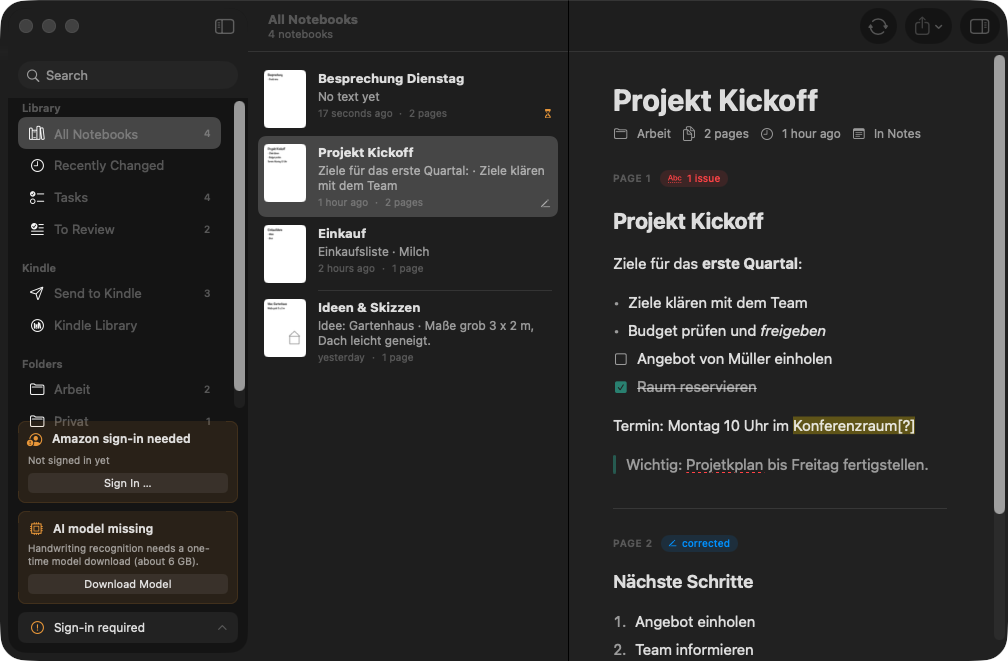 All Notebooks
4 notebooks
Search
Library
All Notebooks 4
Recently Changed
Tasks 4
To Review 2
Kindle
Send to Kindle 3
Kindle Library
Folders
Arbeit 2
Privat 1
Amazon sign-in needed
Not signed in yet
Sign In ...
AI model missing
Handwriting recognition needs a one-
time model download (about 6 GB).
Download Model
Sign-in required
Besprechung Dienstag
No text yet
17 seconds ago · 2 pages
Projekt Kickoff
Ziele für das erste Quartal: · Ziele klären
mit dem Team
1 hour ago · 2 pages
Einkauf
Einkaufsliste · Milch
2 hours ago · 1 page
Ideen & Skizzen
Idee: Gartenhaus · Maße grob 3 x 2 m,
Dach leicht geneigt.
yesterday · 1 page
Projekt Kickoff
Arbeit 2 pages 1 hour ago In Notes
PAGE 1 Abc 1 issue
Projekt Kickoff
Ziele für das erste Quartal:
• Ziele klären mit dem Team
• Budget prüfen und freigeben
Angebot von Müller einholen
Raum reservieren
Termin: Montag 10 Uhr im Konferenzraum[?]
Wichtig: Projetkplan bis Freitag fertigstellen.
PAGE 2 corrected
Nächste Schritte
1. Angebot einholen
2. Team informieren